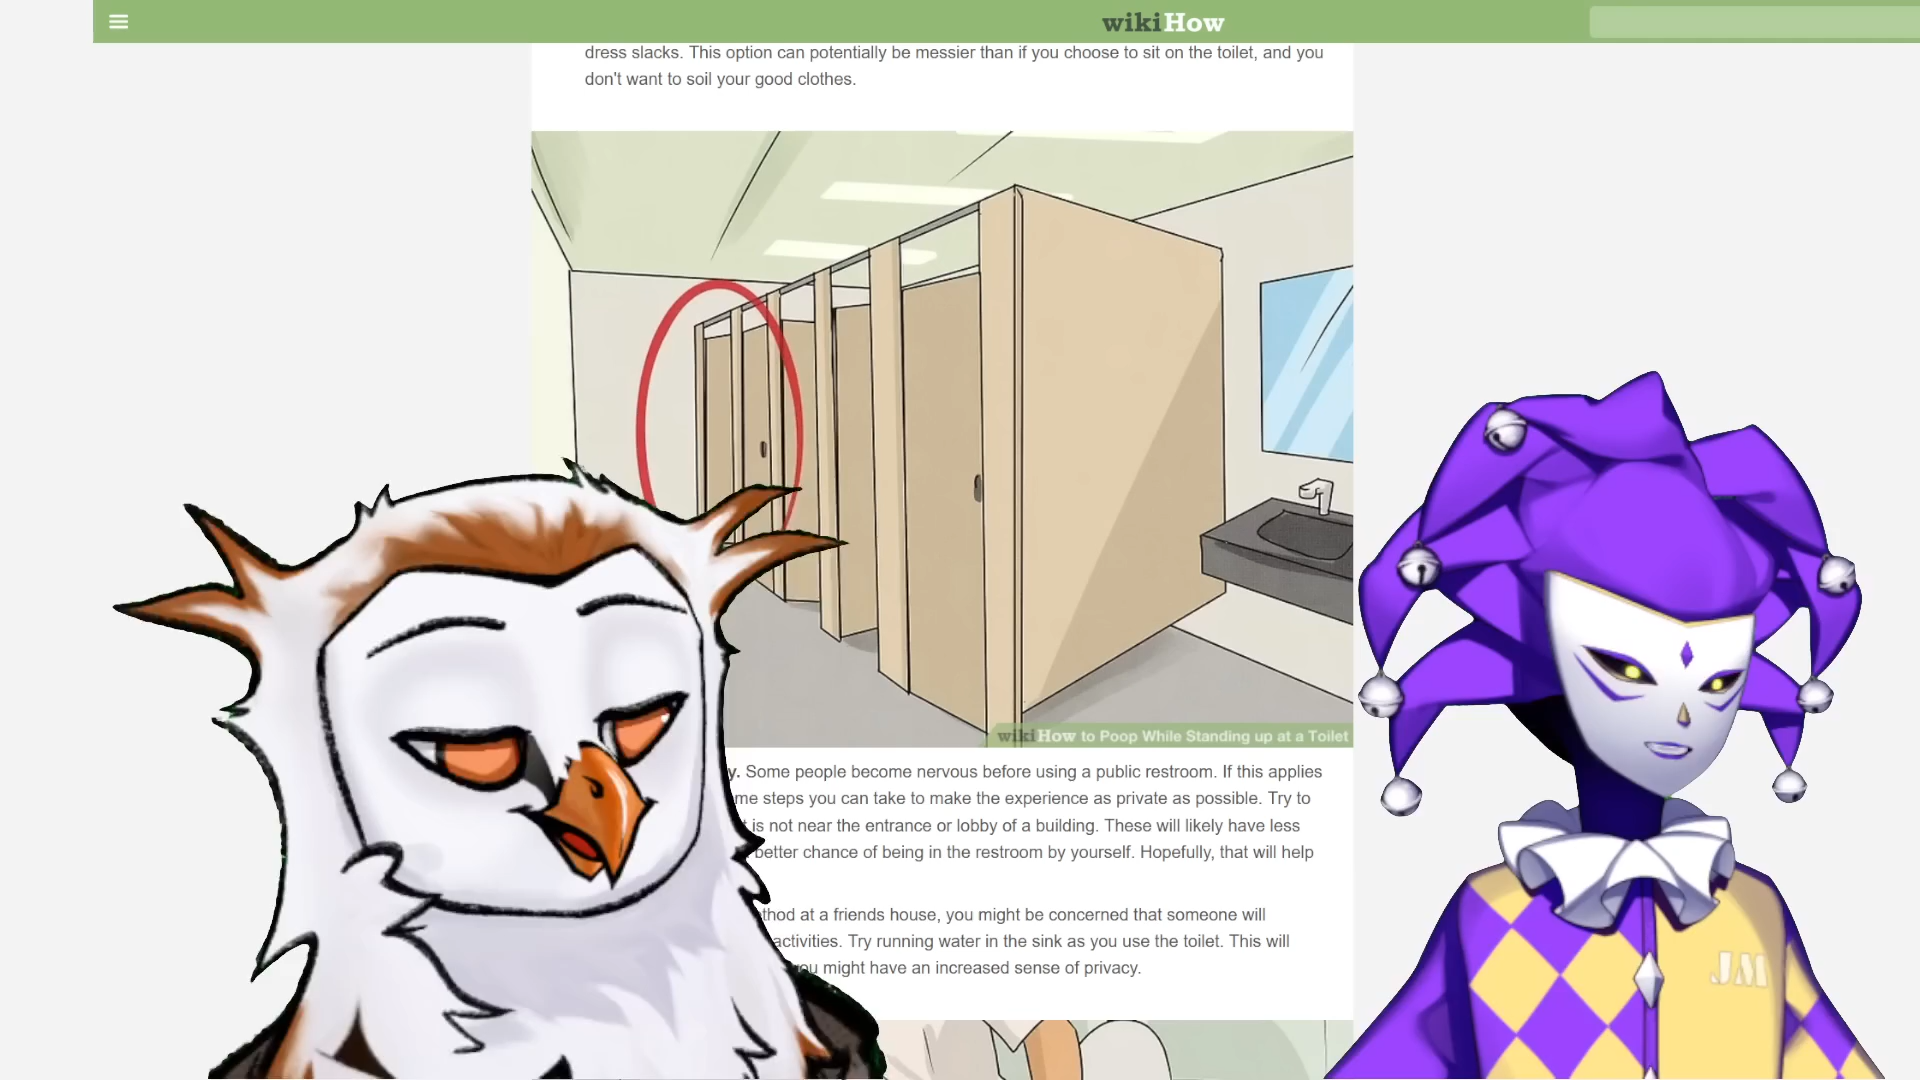 wikiHow
dress slacks. This option can potentially be messier than if you choose to sit on the toilet, and you
don't want to soil your good clothes.
wikiHow to Poop While Standing up at a Toilet
y. Some people become nervous before using a public restroom. If this applies
me steps you can take to make the experience as private as possible. Try to
t is not near the entrance or lobby of a building. These will likely have less
better chance of being in the restroom by yourself. Hopefully, that will help
thod at a friends house, you might be concerned that someone will
activities. Try running water in the sink as you use the toilet. This will
you might have an increased sense of privacy.
JM